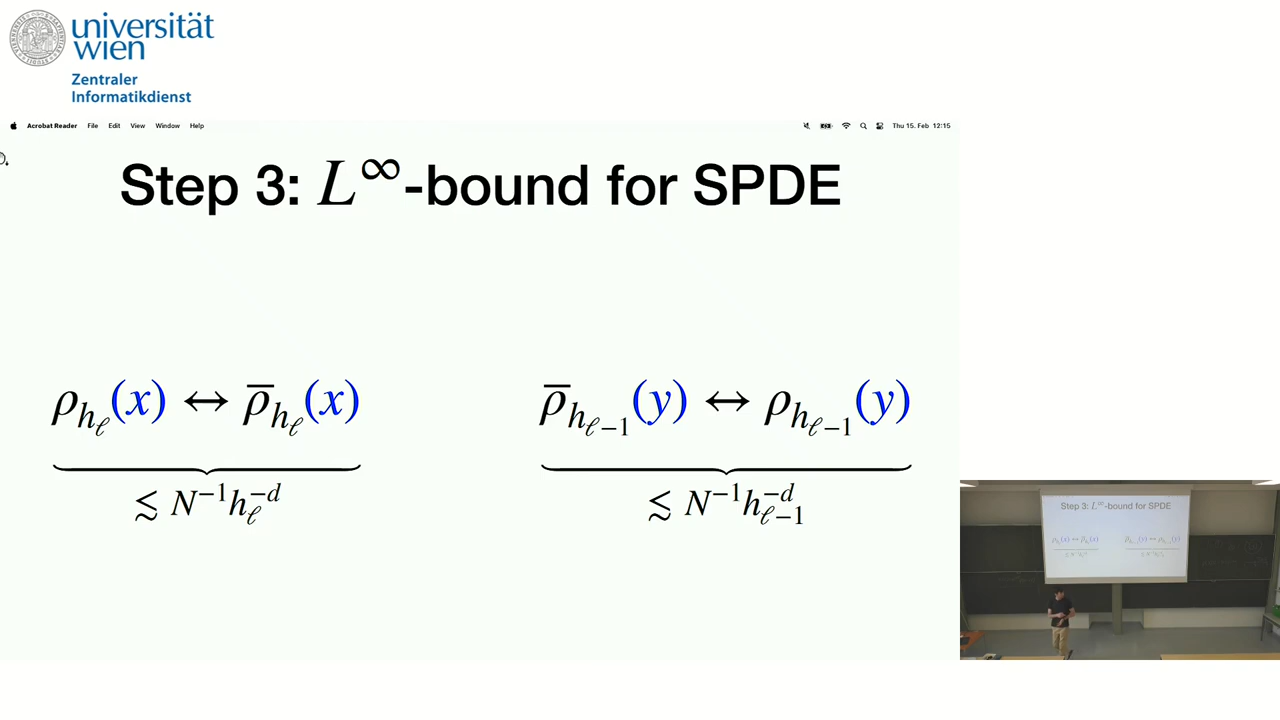 universität
wien
Zentraler
Informatikdienst
Acrobat Reader File Edit View Window Help Thu 15. Feb 12:15
Step 3: L^∞-bound for SPDE
ρ_{h_ℓ}(x) ↔ ρ̅_{h_ℓ}(x) ρ̅_{h_{ℓ−1}}(y) ↔ ρ_{h_{ℓ−1}}(y)
≲ N^{−1}h_ℓ^{−d} ≲ N^{−1}h_{ℓ−1}^{−d}
Step 3: L^∞-bound for SPDE